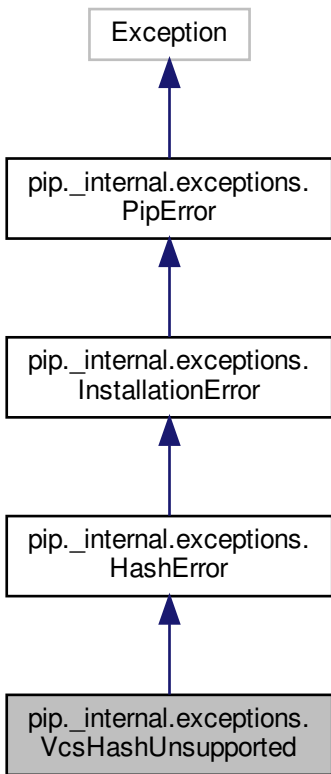 Exception
pip._internal.exceptions.
PipError
pip._internal.exceptions.
InstallationError
pip._internal.exceptions.
HashError
pip._internal.exceptions.
VcsHashUnsupported